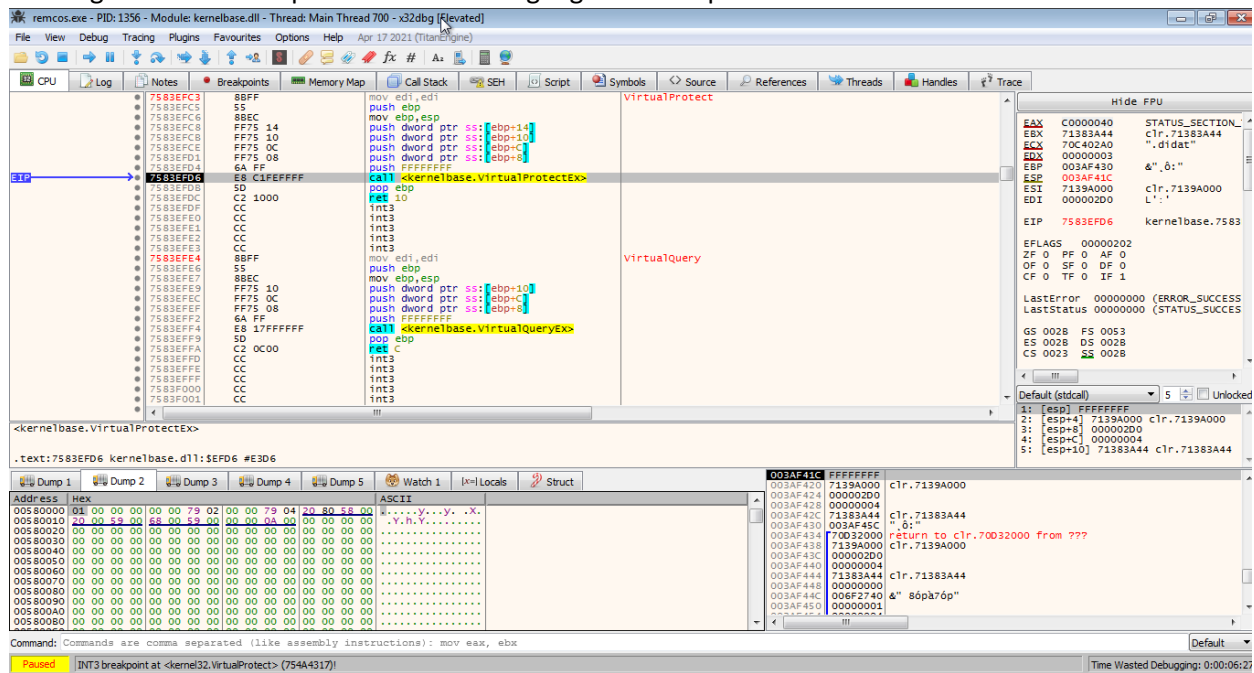 remcos.exe - PID: 1356 - Module: kernelbase.dll - Thread: Main Thread 700 - x32dbg [Elevated]
File View Debug Tracing Plugins Favourites Options Help Apr 17 2021 (TitanEngine)
CPU Log Notes Breakpoints Memory Map Call Stack SEH Script Symbols Source References Threads Handles Trace
7583EFC3 8BFF mov edi,edi VirtualProtect
7583EFC5 55 push ebp
7583EFC6 8BEC mov ebp,esp
7583EFC8 FF75 14 push dword ptr ss:[ebp+14]
7583EFCB FF75 10 push dword ptr ss:[ebp+10]
7583EFCE FF75 0C push dword ptr ss:[ebp+C]
7583EFD1 FF75 08 push dword ptr ss:[ebp+8]
7583EFD4 6A FF push FFFFFFFF
EIP 7583EFD6 E8 C1FEFFFF call <kernelbase.VirtualProtectEx>
7583EFDB 5D pop ebp
7583EFDC C2 1000 ret 10
7583EFDF CC int3
7583EFE0 CC int3
7583EFE1 CC int3
7583EFE2 CC int3
7583EFE3 CC int3
7583EFE4 8BFF mov edi,edi VirtualQuery
7583EFE6 55 push ebp
7583EFE7 8BEC mov ebp,esp
7583EFE9 FF75 10 push dword ptr ss:[ebp+10]
7583EFEC FF75 0C push dword ptr ss:[ebp+C]
7583EFEF FF75 08 push dword ptr ss:[ebp+8]
7583EFF2 6A FF push FFFFFFFF
7583EFF4 E8 17FFFFFF call <kernelbase.VirtualQueryEx>
7583EFF9 5D pop ebp
7583EFFA C2 0C00 ret C
7583EFFD CC int3
7583EFFE CC int3
7583EFFF CC int3
7583F000 CC int3
7583F001 CC int3
Hide FPU
EAX C0000040 STATUS_SECTION_
EBX 71383A44 clr.71383A44
ECX 70C402A0 ".didat"
EDX 00000003
EBP 003AF430 &"¸ô:"
ESP 003AF41C
ESI 7139A000 clr.7139A000
EDI 000002D0 L':'
EIP 7583EFD6 kernelbase.7583
EFLAGS 00000202
ZF 0 PF 0 AF 0
OF 0 SF 0 DF 0
CF 0 TF 0 IF 1
LastError 00000000 (ERROR_SUCCESS
LastStatus 00000000 (STATUS_SUCCES
GS 002B FS 0053
ES 002B DS 002B
CS 0023 SS 002B
Default (stdcall) 5 Unlocked
1: [esp] FFFFFFFF
2: [esp+4] 7139A000 clr.7139A000
3: [esp+8] 000002D0
4: [esp+C] 00000004
5: [esp+10] 71383A44 clr.71383A44
<kernelbase.VirtualProtectEx>
.text:7583EFD6 kernelbase.dll:$EFD6 #E3D6
Dump 1 Dump 2 Dump 3 Dump 4 Dump 5 Watch 1 [x=] Locals Struct
Address Hex ASCII
00580000 01 00 00 00 00 00 79 02 00 00 79 04 20 80 58 00 ......y...y. .X.
00580010 20 00 59 00 68 00 59 00 00 00 0A 00 00 00 00 00 .Y.h.Y.........
00580020 00 00 00 00 00 00 00 00 00 00 00 00 00 00 00 00 ................
00580030 00 00 00 00 00 00 00 00 00 00 00 00 00 00 00 00 ................
00580040 00 00 00 00 00 00 00 00 00 00 00 00 00 00 00 00 ................
00580050 00 00 00 00 00 00 00 00 00 00 00 00 00 00 00 00 ................
00580060 00 00 00 00 00 00 00 00 00 00 00 00 00 00 00 00 ................
00580070 00 00 00 00 00 00 00 00 00 00 00 00 00 00 00 00 ................
00580080 00 00 00 00 00 00 00 00 00 00 00 00 00 00 00 00 ................
00580090 00 00 00 00 00 00 00 00 00 00 00 00 00 00 00 00 ................
005800A0 00 00 00 00 00 00 00 00 00 00 00 00 00 00 00 00 ................
005800B0 00 00 00 00 00 00 00 00 00 00 00 00 00 00 00 00 ................
003AF41C FFFFFFFF
003AF420 7139A000 clr.7139A000
003AF424 000002D0
003AF428 00000004
003AF42C 71383A44 clr.71383A44
003AF430 003AF45C "¸ô:"
003AF434 70D32000 return to clr.70D32000 from ???
003AF438 7139A000 clr.7139A000
003AF43C 000002D0
003AF440 00000004
003AF444 71383A44 clr.71383A44
003AF448 00000000
003AF44C 006F2740 &" 8ópà7óp"
003AF450 00000001
Command: Commands are comma separated (like assembly instructions): mov eax, ebx Default
Paused INT3 breakpoint at <kernel32.VirtualProtect> (754A4317)! Time Wasted Debugging: 0:00:06:27